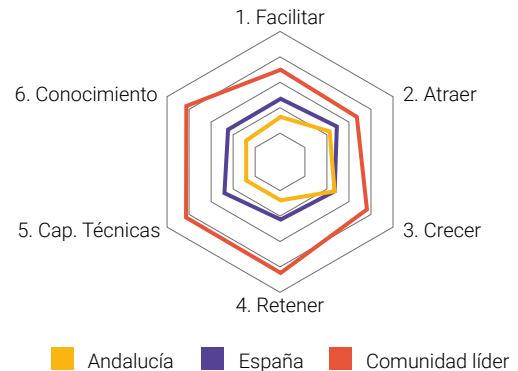 1. Facilitar
6. Conocimiento
2. Atraer
5. Cap. Técnicas
3. Crecer
4. Retener
Andalucía
España
Comunidad líder